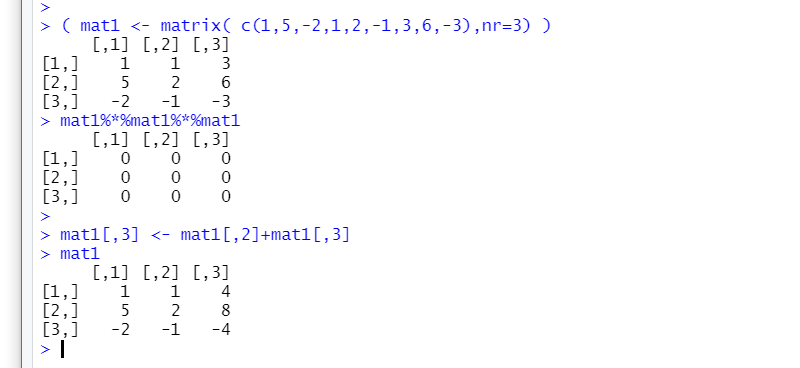 >
> ( mat1 <- matrix( c(1,5,-2,1,2,-1,3,6,-3),nr=3) )
     [,1] [,2] [,3]
[1,]    1    1    3
[2,]    5    2    6
[3,]   -2   -1   -3
> mat1%*%mat1%*%mat1
     [,1] [,2] [,3]
[1,]    0    0    0
[2,]    0    0    0
[3,]    0    0    0
>
> mat1[,3] <- mat1[,2]+mat1[,3]
> mat1
     [,1] [,2] [,3]
[1,]    1    1    4
[2,]    5    2    8
[3,]   -2   -1   -4
>